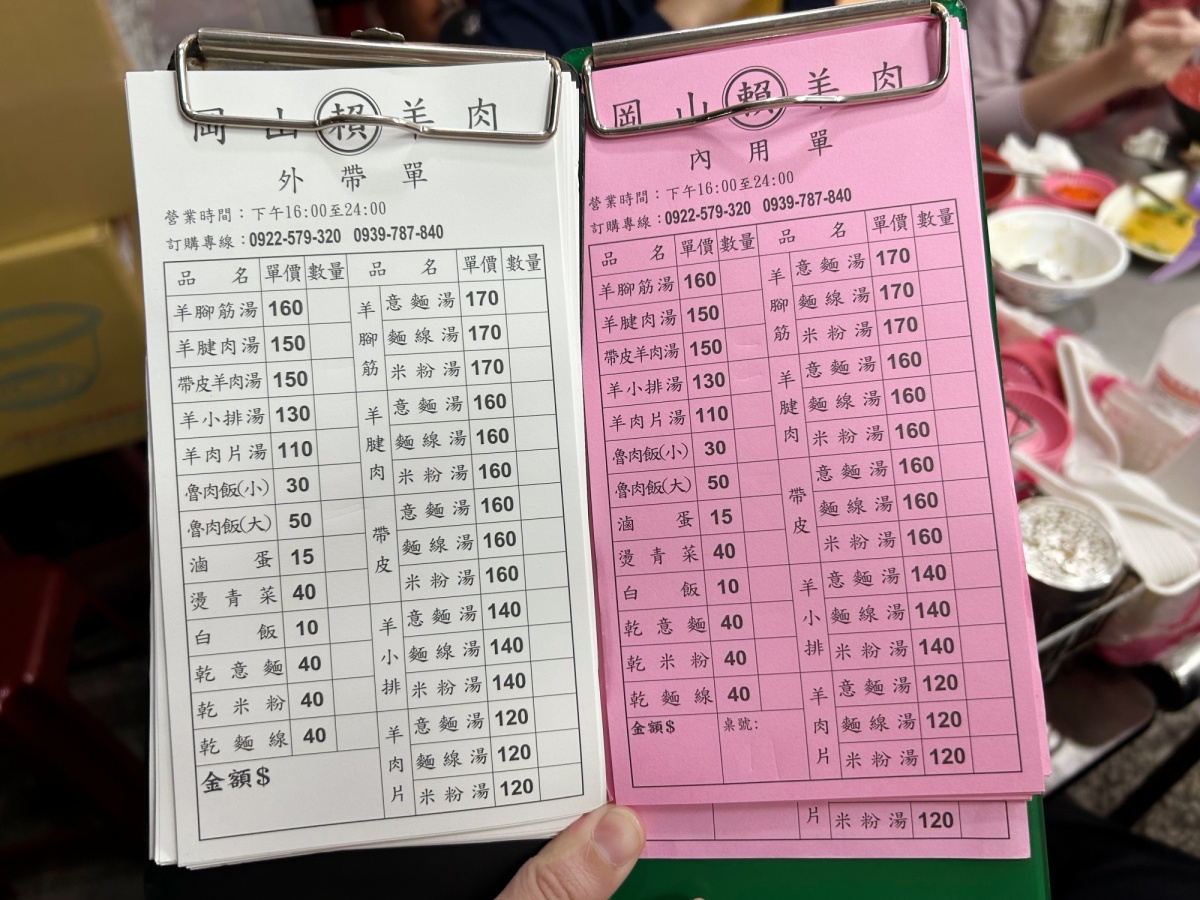 岡山賴羊肉
外帶單
營業時間：下午16:00至24:00
訂購專線：0922-579-320 0939-787-840
品名 單價 數量 品名 單價 數量
羊腳筋湯 160 羊腳筋 意麵湯 170
羊腱肉湯 150 麵線湯 170
帶皮羊肉湯 150 米粉湯 170
羊小排湯 130 羊腱肉 意麵湯 160
羊肉片湯 110 麵線湯 160
魯肉飯(小) 30 米粉湯 160
魯肉飯(大) 50 帶皮 意麵湯 160
滷蛋 15 麵線湯 160
燙青菜 40 米粉湯 160
白飯 10 羊小排 意麵湯 140
乾意麵 40 麵線湯 140
乾米粉 40 米粉湯 140
乾麵線 40 羊肉片 意麵湯 120
金額$ 麵線湯 120
米粉湯 120
岡山賴羊肉
內用單
營業時間：下午16:00至24:00
訂購專線：0922-579-320 0939-787-840
品名 單價 數量 品名 單價 數量
羊腳筋湯 160 羊腳筋 意麵湯 170
羊腱肉湯 150 麵線湯 170
帶皮羊肉湯 150 米粉湯 170
羊小排湯 130 羊腱肉 意麵湯 160
羊肉片湯 110 麵線湯 160
魯肉飯(小) 30 米粉湯 160
魯肉飯(大) 50 帶皮 意麵湯 160
滷蛋 15 麵線湯 160
燙青菜 40 米粉湯 160
白飯 10 羊小排 意麵湯 140
乾意麵 40 麵線湯 140
乾米粉 40 米粉湯 140
乾麵線 40 羊肉片 意麵湯 120
金額$ 桌號: 麵線湯 120
米粉湯 120
片 米粉湯 120